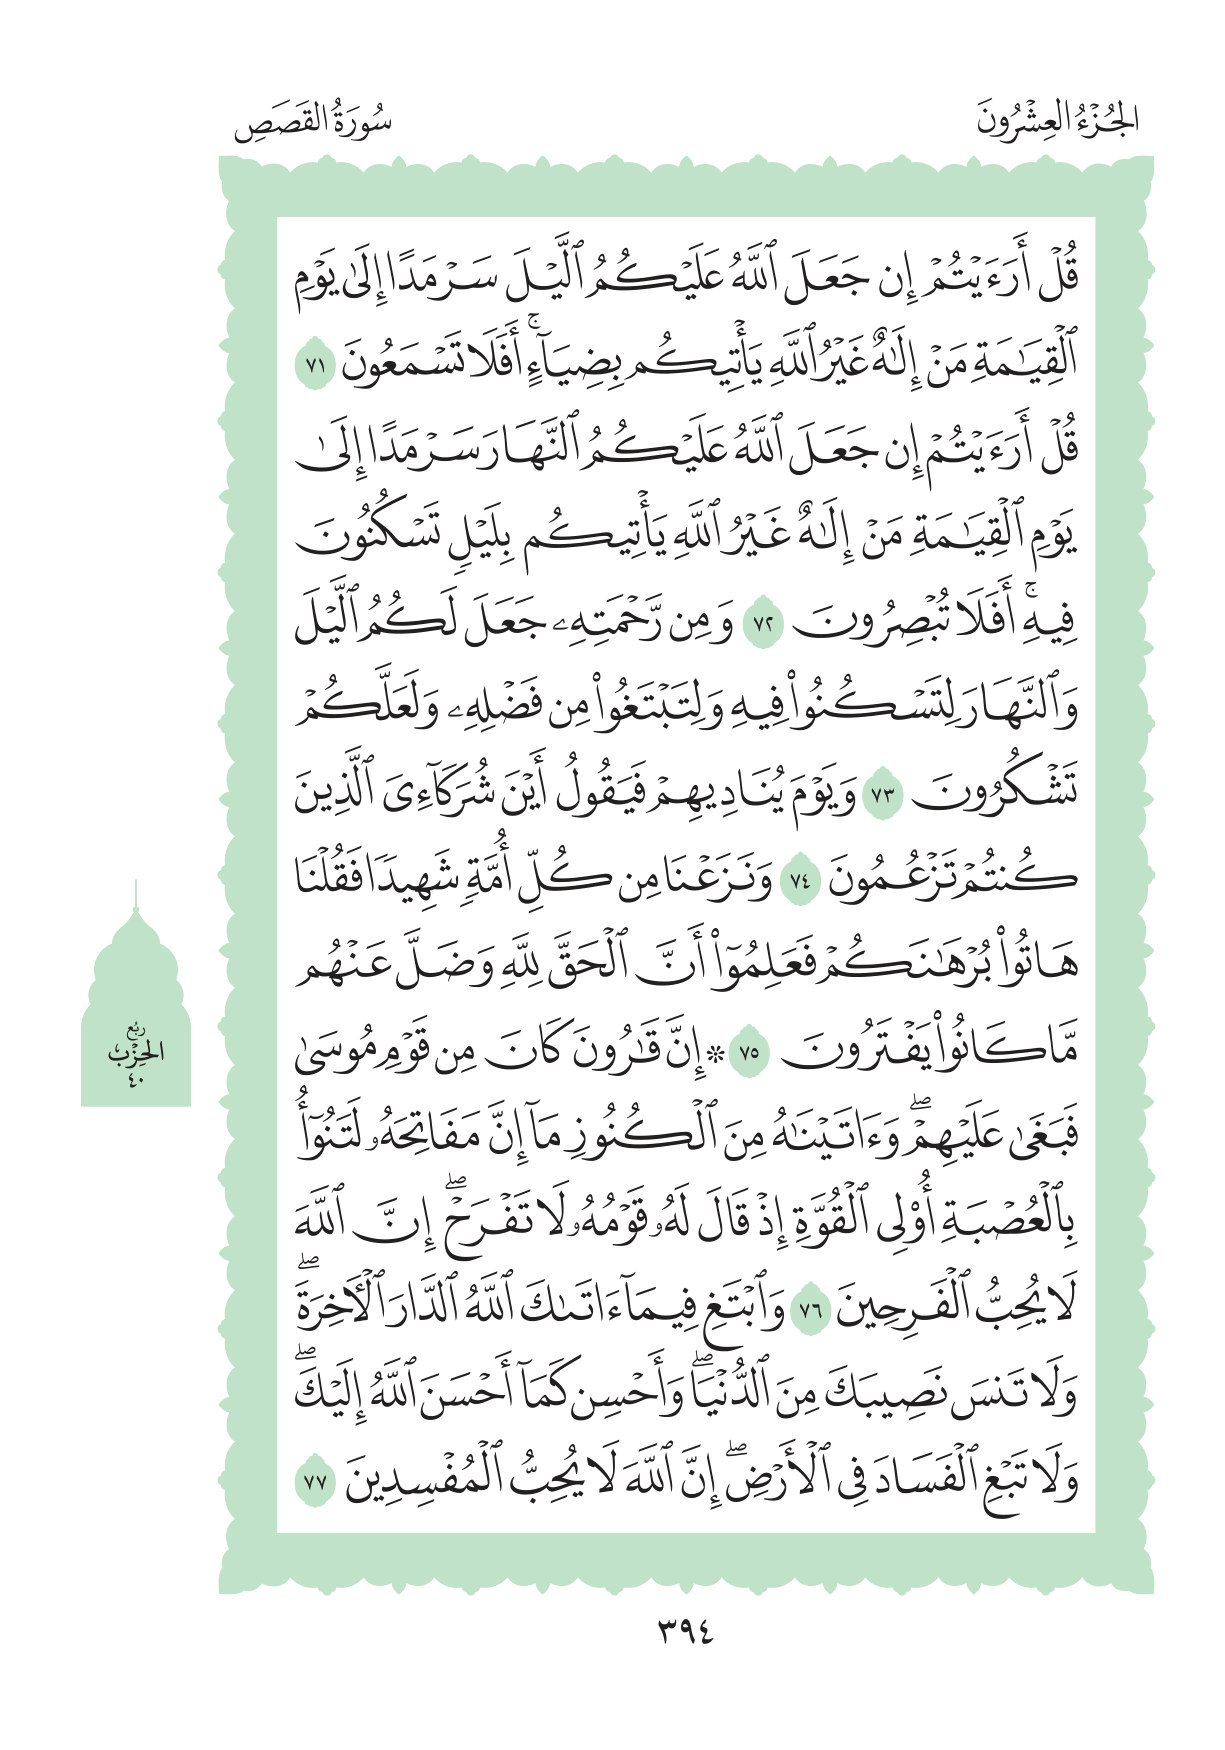 الجُزْءُ العِشْرُونَ
سُورَةُ القَصَصِ
قُلْ أَرَءَيْتُمْ إِن جَعَلَ ٱللَّهُ عَلَيْكُمُ ٱلَّيْلَ سَرْمَدًا إِلَىٰ يَوْمِ
ٱلْقِيَٰمَةِ مَنْ إِلَٰهٌ غَيْرُ ٱللَّهِ يَأْتِيكُم بِضِيَآءٍۚ أَفَلَا تَسْمَعُونَ ٧١
قُلْ أَرَءَيْتُمْ إِن جَعَلَ ٱللَّهُ عَلَيْكُمُ ٱلنَّهَارَ سَرْمَدًا إِلَىٰ
يَوْمِ ٱلْقِيَٰمَةِ مَنْ إِلَٰهٌ غَيْرُ ٱللَّهِ يَأْتِيكُم بِلَيْلٍ تَسْكُنُونَ
فِيهِۚ أَفَلَا تُبْصِرُونَ ٧٢ وَمِن رَّحْمَتِهِۦ جَعَلَ لَكُمُ ٱلَّيْلَ
وَٱلنَّهَارَ لِتَسْكُنُوا۟ فِيهِ وَلِتَبْتَغُوا۟ مِن فَضْلِهِۦ وَلَعَلَّكُمْ
تَشْكُرُونَ ٧٣ وَيَوْمَ يُنَادِيهِمْ فَيَقُولُ أَيْنَ شُرَكَآءِىَ ٱلَّذِينَ
كُنتُمْ تَزْعُمُونَ ٧٤ وَنَزَعْنَا مِن كُلِّ أُمَّةٍ شَهِيدًا فَقُلْنَا
هَاتُوا۟ بُرْهَٰنَكُمْ فَعَلِمُوٓا۟ أَنَّ ٱلْحَقَّ لِلَّهِ وَضَلَّ عَنْهُم
مَّا كَانُوا۟ يَفْتَرُونَ ٧٥ ۞ إِنَّ قَٰرُونَ كَانَ مِن قَوْمِ مُوسَىٰ
فَبَغَىٰ عَلَيْهِمْۖ وَءَاتَيْنَٰهُ مِنَ ٱلْكُنُوزِ مَآ إِنَّ مَفَاتِحَهُۥ لَتَنُوٓأُ
بِٱلْعُصْبَةِ أُو۟لِى ٱلْقُوَّةِ إِذْ قَالَ لَهُۥ قَوْمُهُۥ لَا تَفْرَحْۖ إِنَّ ٱللَّهَ
لَا يُحِبُّ ٱلْفَرِحِينَ ٧٦ وَٱبْتَغِ فِيمَآ ءَاتَىٰكَ ٱللَّهُ ٱلدَّارَ ٱلْءَاخِرَةَۖ
وَلَا تَنسَ نَصِيبَكَ مِنَ ٱلدُّنْيَاۖ وَأَحْسِن كَمَآ أَحْسَنَ ٱللَّهُ إِلَيْكَۖ
وَلَا تَبْغِ ٱلْفَسَادَ فِى ٱلْأَرْضِۖ إِنَّ ٱللَّهَ لَا يُحِبُّ ٱلْمُفْسِدِينَ ٧٧
رُبْع
الحِزْبِ
٤٠
٣٩٤